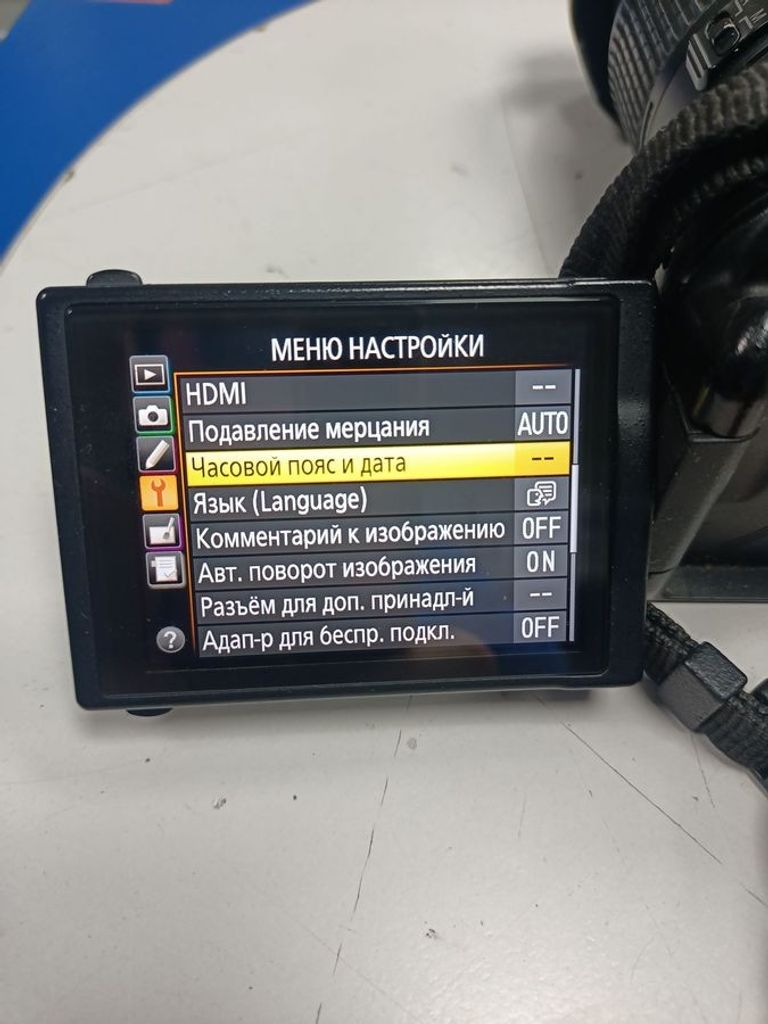 МЕНЮ НАСТРОЙКИ
HDMI --
Подавление мерцания AUTO
Часовой пояс и дата --
Язык (Language)
Комментарий к изображению OFF
Авт. поворот изображения ON
Разъём для доп. принадл-й --
Адап-р для беспр. подкл. OFF
?